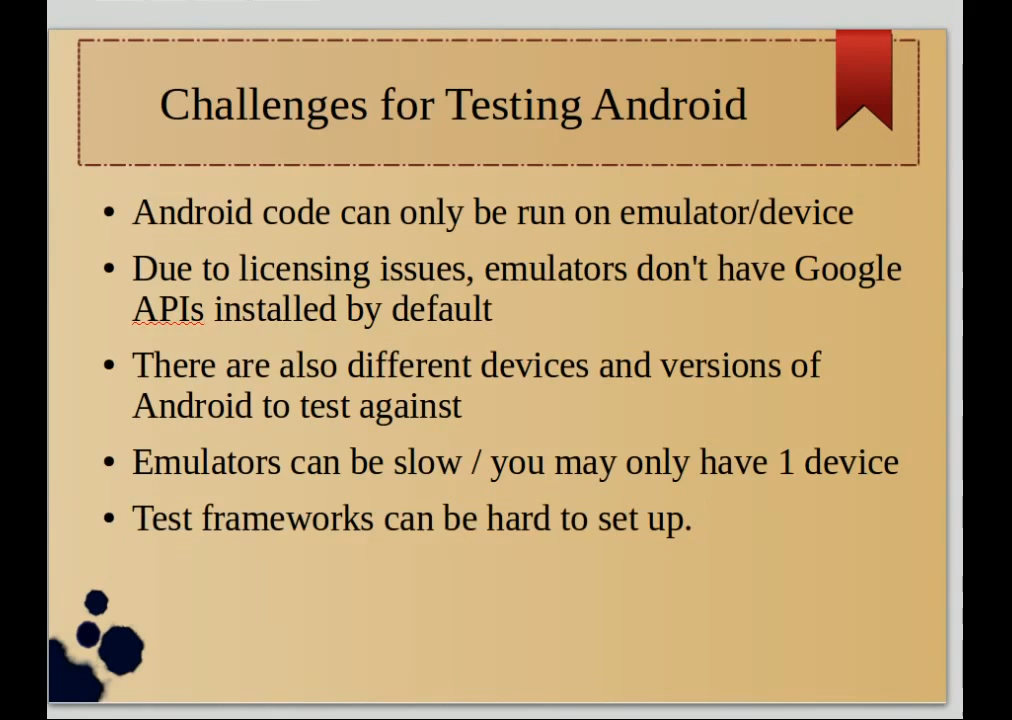 Challenges for Testing Android
• Android code can only be run on emulator/device
• Due to licensing issues, emulators don't have Google
APIs installed by default
• There are also different devices and versions of
Android to test against
• Emulators can be slow / you may only have 1 device
• Test frameworks can be hard to set up.